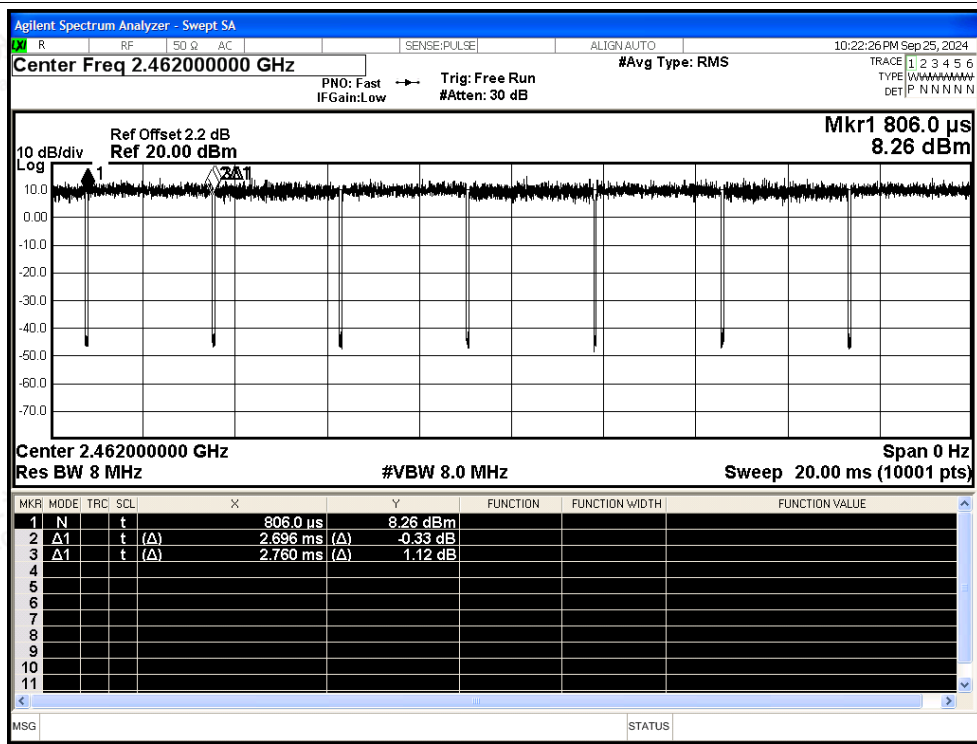 Agilent Spectrum Analyzer - Swept SA
LXI R RF 50 Ω AC SENSE:PULSE ALIGN AUTO 10:22:26 PM Sep 25, 2024
Center Freq 2.462000000 GHz #Avg Type: RMS TRACE 1 2 3 4 5 6
PNO: Fast Trig: Free Run TYPE
IFGain:Low #Atten: 30 dB DET P N N N N N
Mkr1 806.0 µs
Ref Offset 2.2 dB
10 dB/div Ref 20.00 dBm 8.26 dBm
Log
1 2Δ1
10.0
0.00
-10.0
-20.0
-30.0
-40.0
-50.0
-60.0
-70.0
Center 2.462000000 GHz Span 0 Hz
Res BW 8 MHz #VBW 8.0 MHz Sweep 20.00 ms (10001 pts)
MKR MODE TRC SCL X Y FUNCTION FUNCTION WIDTH FUNCTION VALUE
1 N t 806.0 µs 8.26 dBm
2 Δ1 t (Δ) 2.696 ms (Δ) -0.33 dB
3 Δ1 t (Δ) 2.760 ms (Δ) 1.12 dB
4
5
6
7
8
9
10
11
MSG STATUS